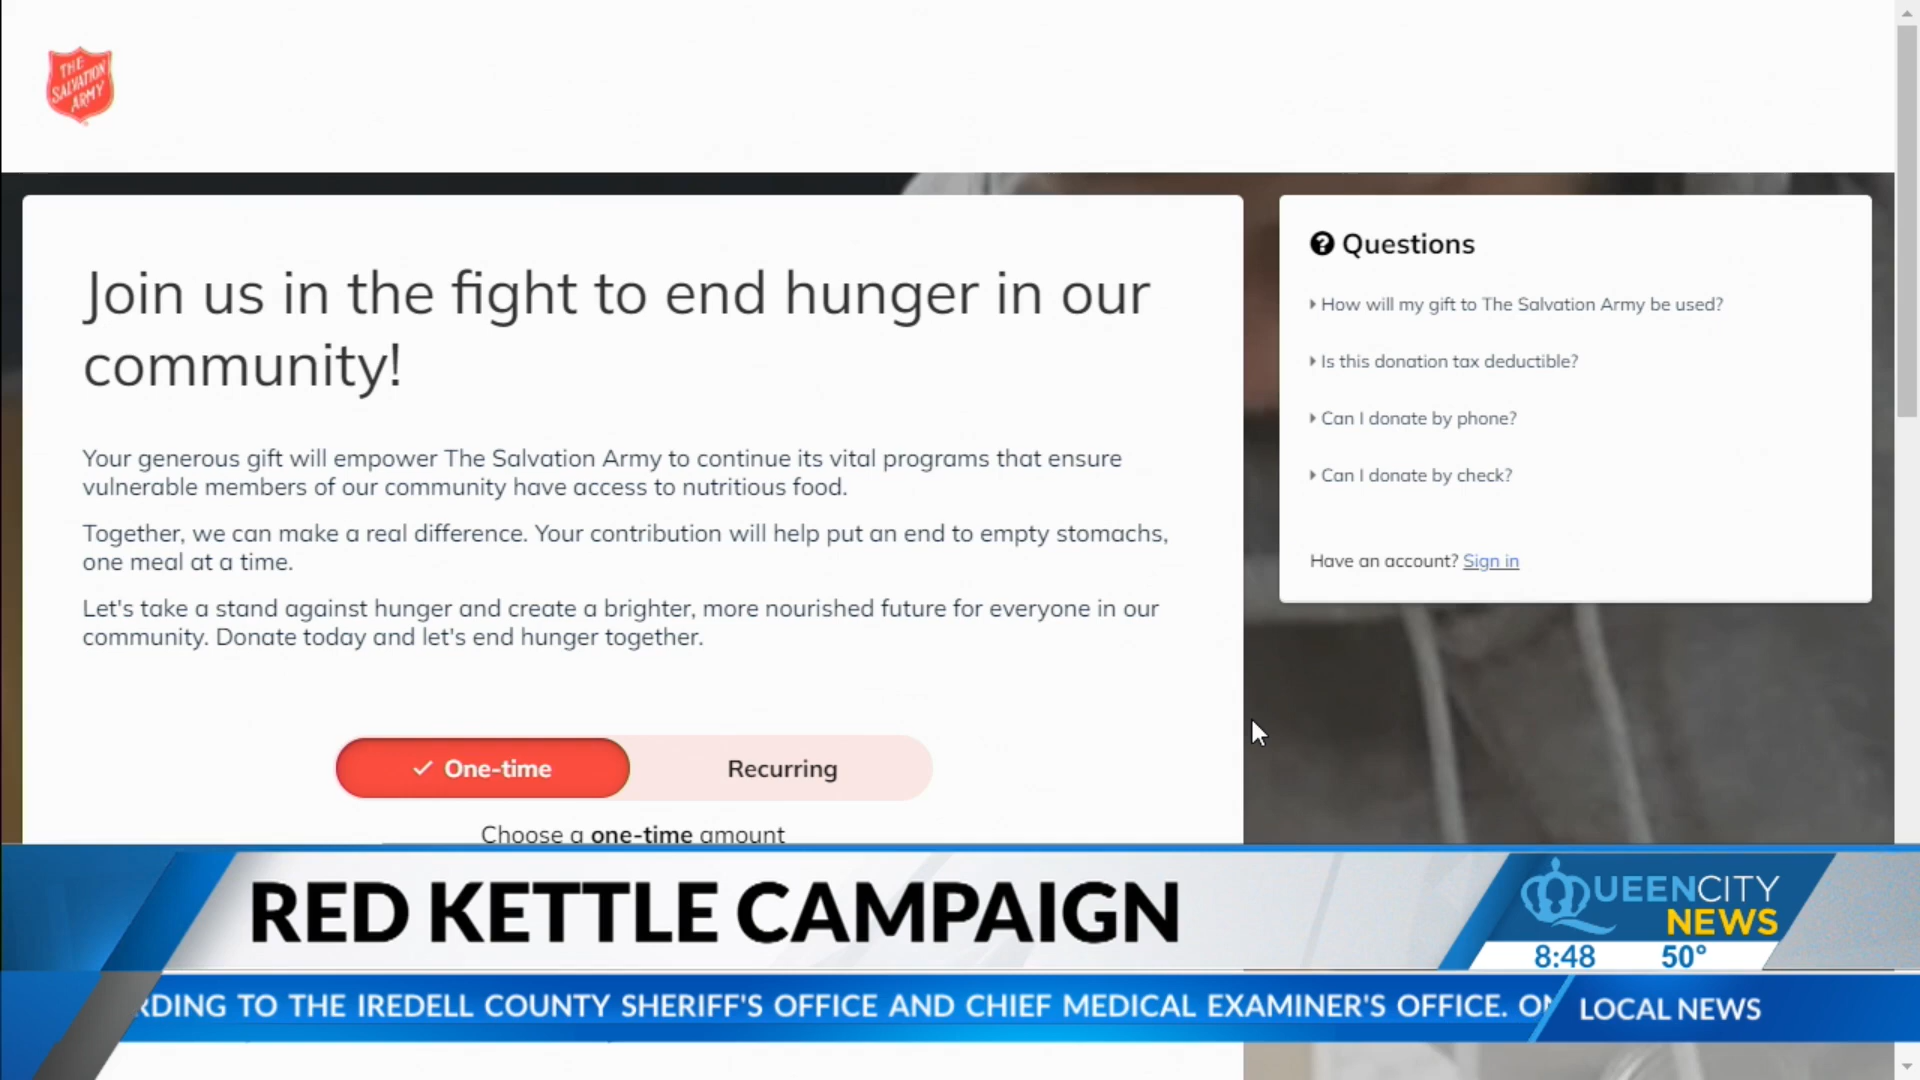 THE
SALVATION
ARMY
Join us in the fight to end hunger in our
community!
Your generous gift will empower The Salvation Army to continue its vital programs that ensure
vulnerable members of our community have access to nutritious food.
Together, we can make a real difference. Your contribution will help put an end to empty stomachs,
one meal at a time.
Let's take a stand against hunger and create a brighter, more nourished future for everyone in our
community. Donate today and let's end hunger together.
One-time
Recurring
Choose a one-time amount
Questions
How will my gift to The Salvation Army be used?
Is this donation tax deductible?
Can I donate by phone?
Can I donate by check?
Have an account? Sign in
RED KETTLE CAMPAIGN
QUEEN CITY
NEWS
8:48 50°
RDING TO THE IREDELL COUNTY SHERIFF'S OFFICE AND CHIEF MEDICAL EXAMINER'S OFFICE.
LOCAL NEWS